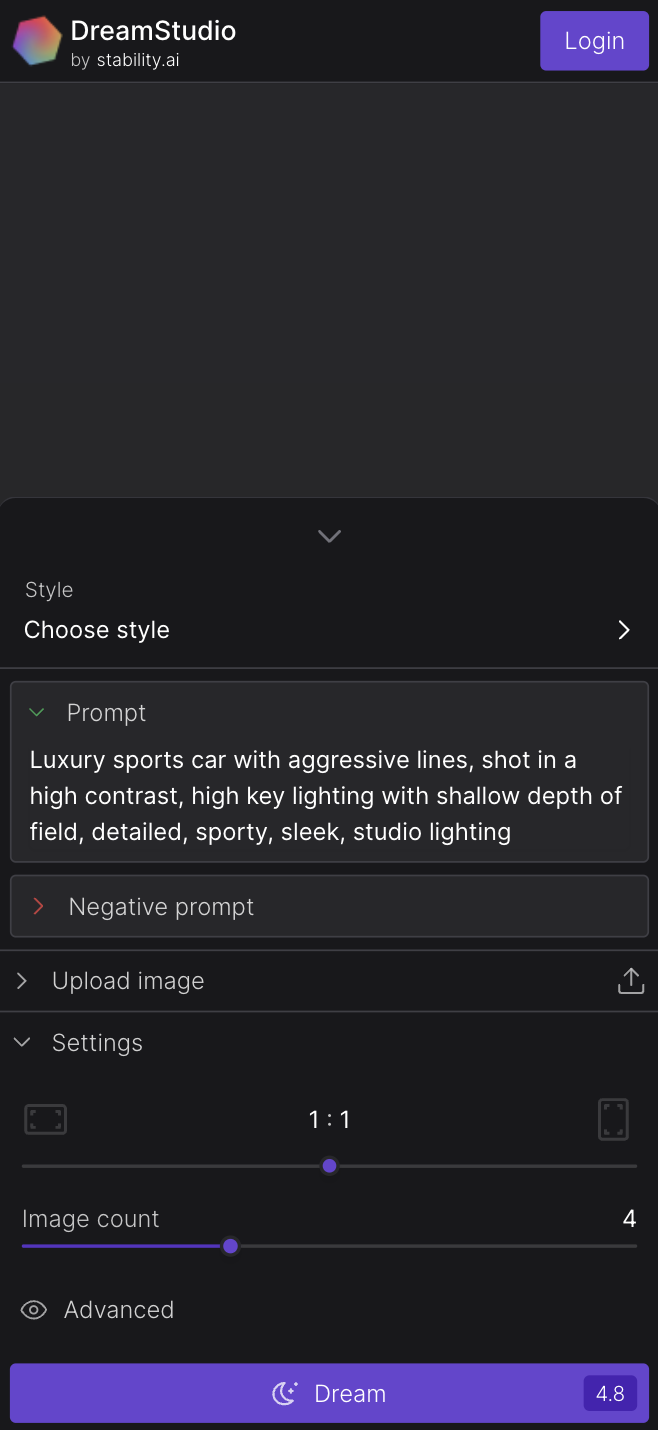 DreamStudio
by stability.ai
Login
Style
Choose style
Prompt
Luxury sports car with aggressive lines, shot in a
high contrast, high key lighting with shallow depth of
field, detailed, sporty, sleek, studio lighting
Negative prompt
Upload image
Settings
1 : 1
Image count 4
Advanced
Dream 4.8